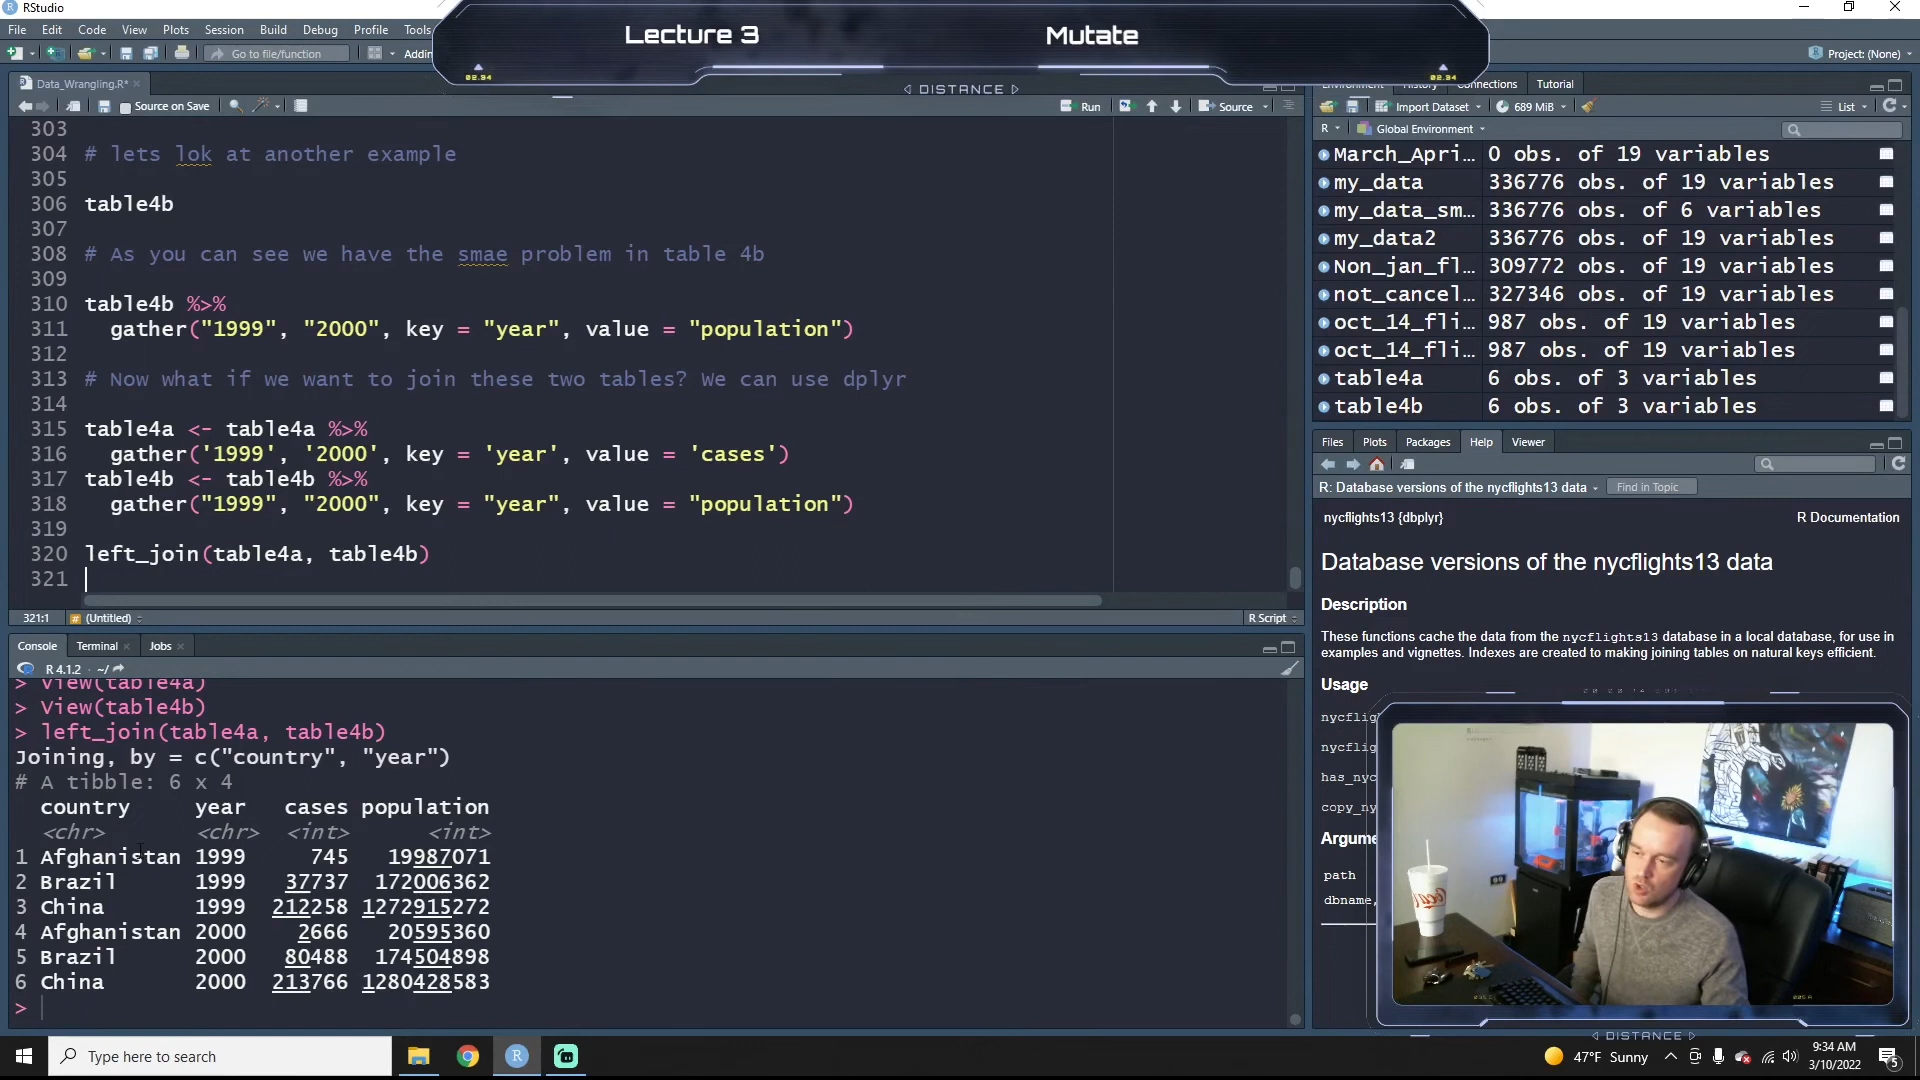 RStudio
File Edit Code View Plots Session Build Debug Profile Tools
Go to file/function
Addin
Project: (None)
Lecture 3 Mutate
02.94 02.94
DISTANCE
Data_Wrangling.R*
Source on Save
Run Source
303
304 # lets lok at another example
305
306 table4b
307
308 # As you can see we have the smae problem in table 4b
309
310 table4b %>%
311 gather("1999", "2000", key = "year", value = "population")
312
313 # Now what if we want to join these two tables? We can use dplyr
314
315 table4a <- table4a %>%
316 gather('1999', '2000', key = 'year', value = 'cases')
317 table4b <- table4b %>%
318 gather("1999", "2000", key = "year", value = "population")
319
320 left_join(table4a, table4b)
321
321:1 # (Untitled) R Script
Console Terminal Jobs
R 4.1.2 · ~/
> View(table4a)
> View(table4b)
> left_join(table4a, table4b)
Joining, by = c("country", "year")
# A tibble: 6 x 4
country year cases population
<chr> <chr> <int> <int>
1 Afghanistan 1999 745 19987071
2 Brazil 1999 37737 172006362
3 China 1999 212258 1272915272
4 Afghanistan 2000 2666 20595360
5 Brazil 2000 80488 174504898
6 China 2000 213766 1280428583
>
Environment History Connections Tutorial
Import Dataset 689 MiB List
R Global Environment
March_Apri... 0 obs. of 19 variables
my_data 336776 obs. of 19 variables
my_data_sm... 336776 obs. of 6 variables
my_data2 336776 obs. of 19 variables
Non_jan_fl... 309772 obs. of 19 variables
not_cancel... 327346 obs. of 19 variables
oct_14_fli... 987 obs. of 19 variables
oct_14_fli... 987 obs. of 19 variables
table4a 6 obs. of 3 variables
table4b 6 obs. of 3 variables
Files Plots Packages Help Viewer
R: Database versions of the nycflights13 data Find in Topic
nycflights13 {dbplyr} R Documentation
Database versions of the nycflights13 data
Description
These functions cache the data from the nycflights13 database in a local database, for use in
examples and vignettes. Indexes are created to making joining tables on natural keys efficient.
Usage
nycflig
nycflig
has_nyc
copy_ny
Argume
path
dbname,
DISTANCE
Type here to search
47°F Sunny
9:34 AM
3/10/2022
5